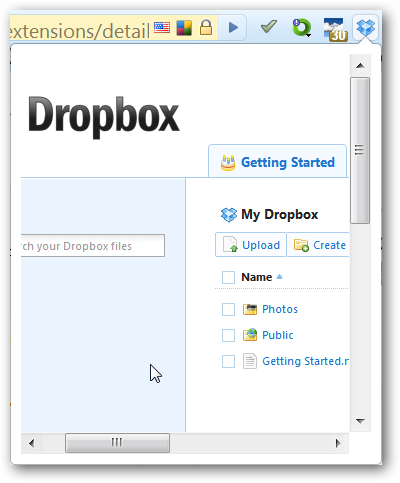 extensions/detail
30
Dropbox
Getting Started
My Dropbox
Upload
Create
rch your Dropbox files
Name
Photos
Public
Getting Started.r